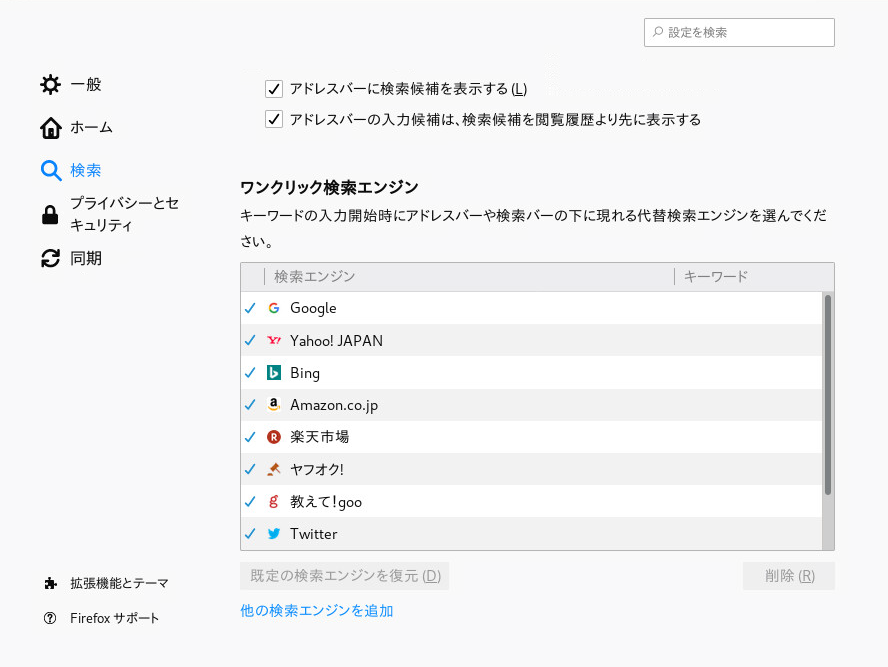 設定を検索
一般
ホーム
検索
プライバシーとセ
キュリティ
同期
拡張機能とテーマ
Firefox サポート
アドレスバーに検索候補を表示する(L)
アドレスバーの入力候補は、検索候補を閲覧履歴より先に表示する
ワンクリック検索エンジン
キーワードの入力開始時にアドレスバーや検索バーの下に現れる代替検索エンジンを選んでくだ
さい。
検索エンジン キーワード
Google
Yahoo! JAPAN
Bing
Amazon.co.jp
楽天市場
ヤフオク!
教えて!goo
Twitter
既定の検索エンジンを復元(D) 削除(R)
他の検索エンジンを追加